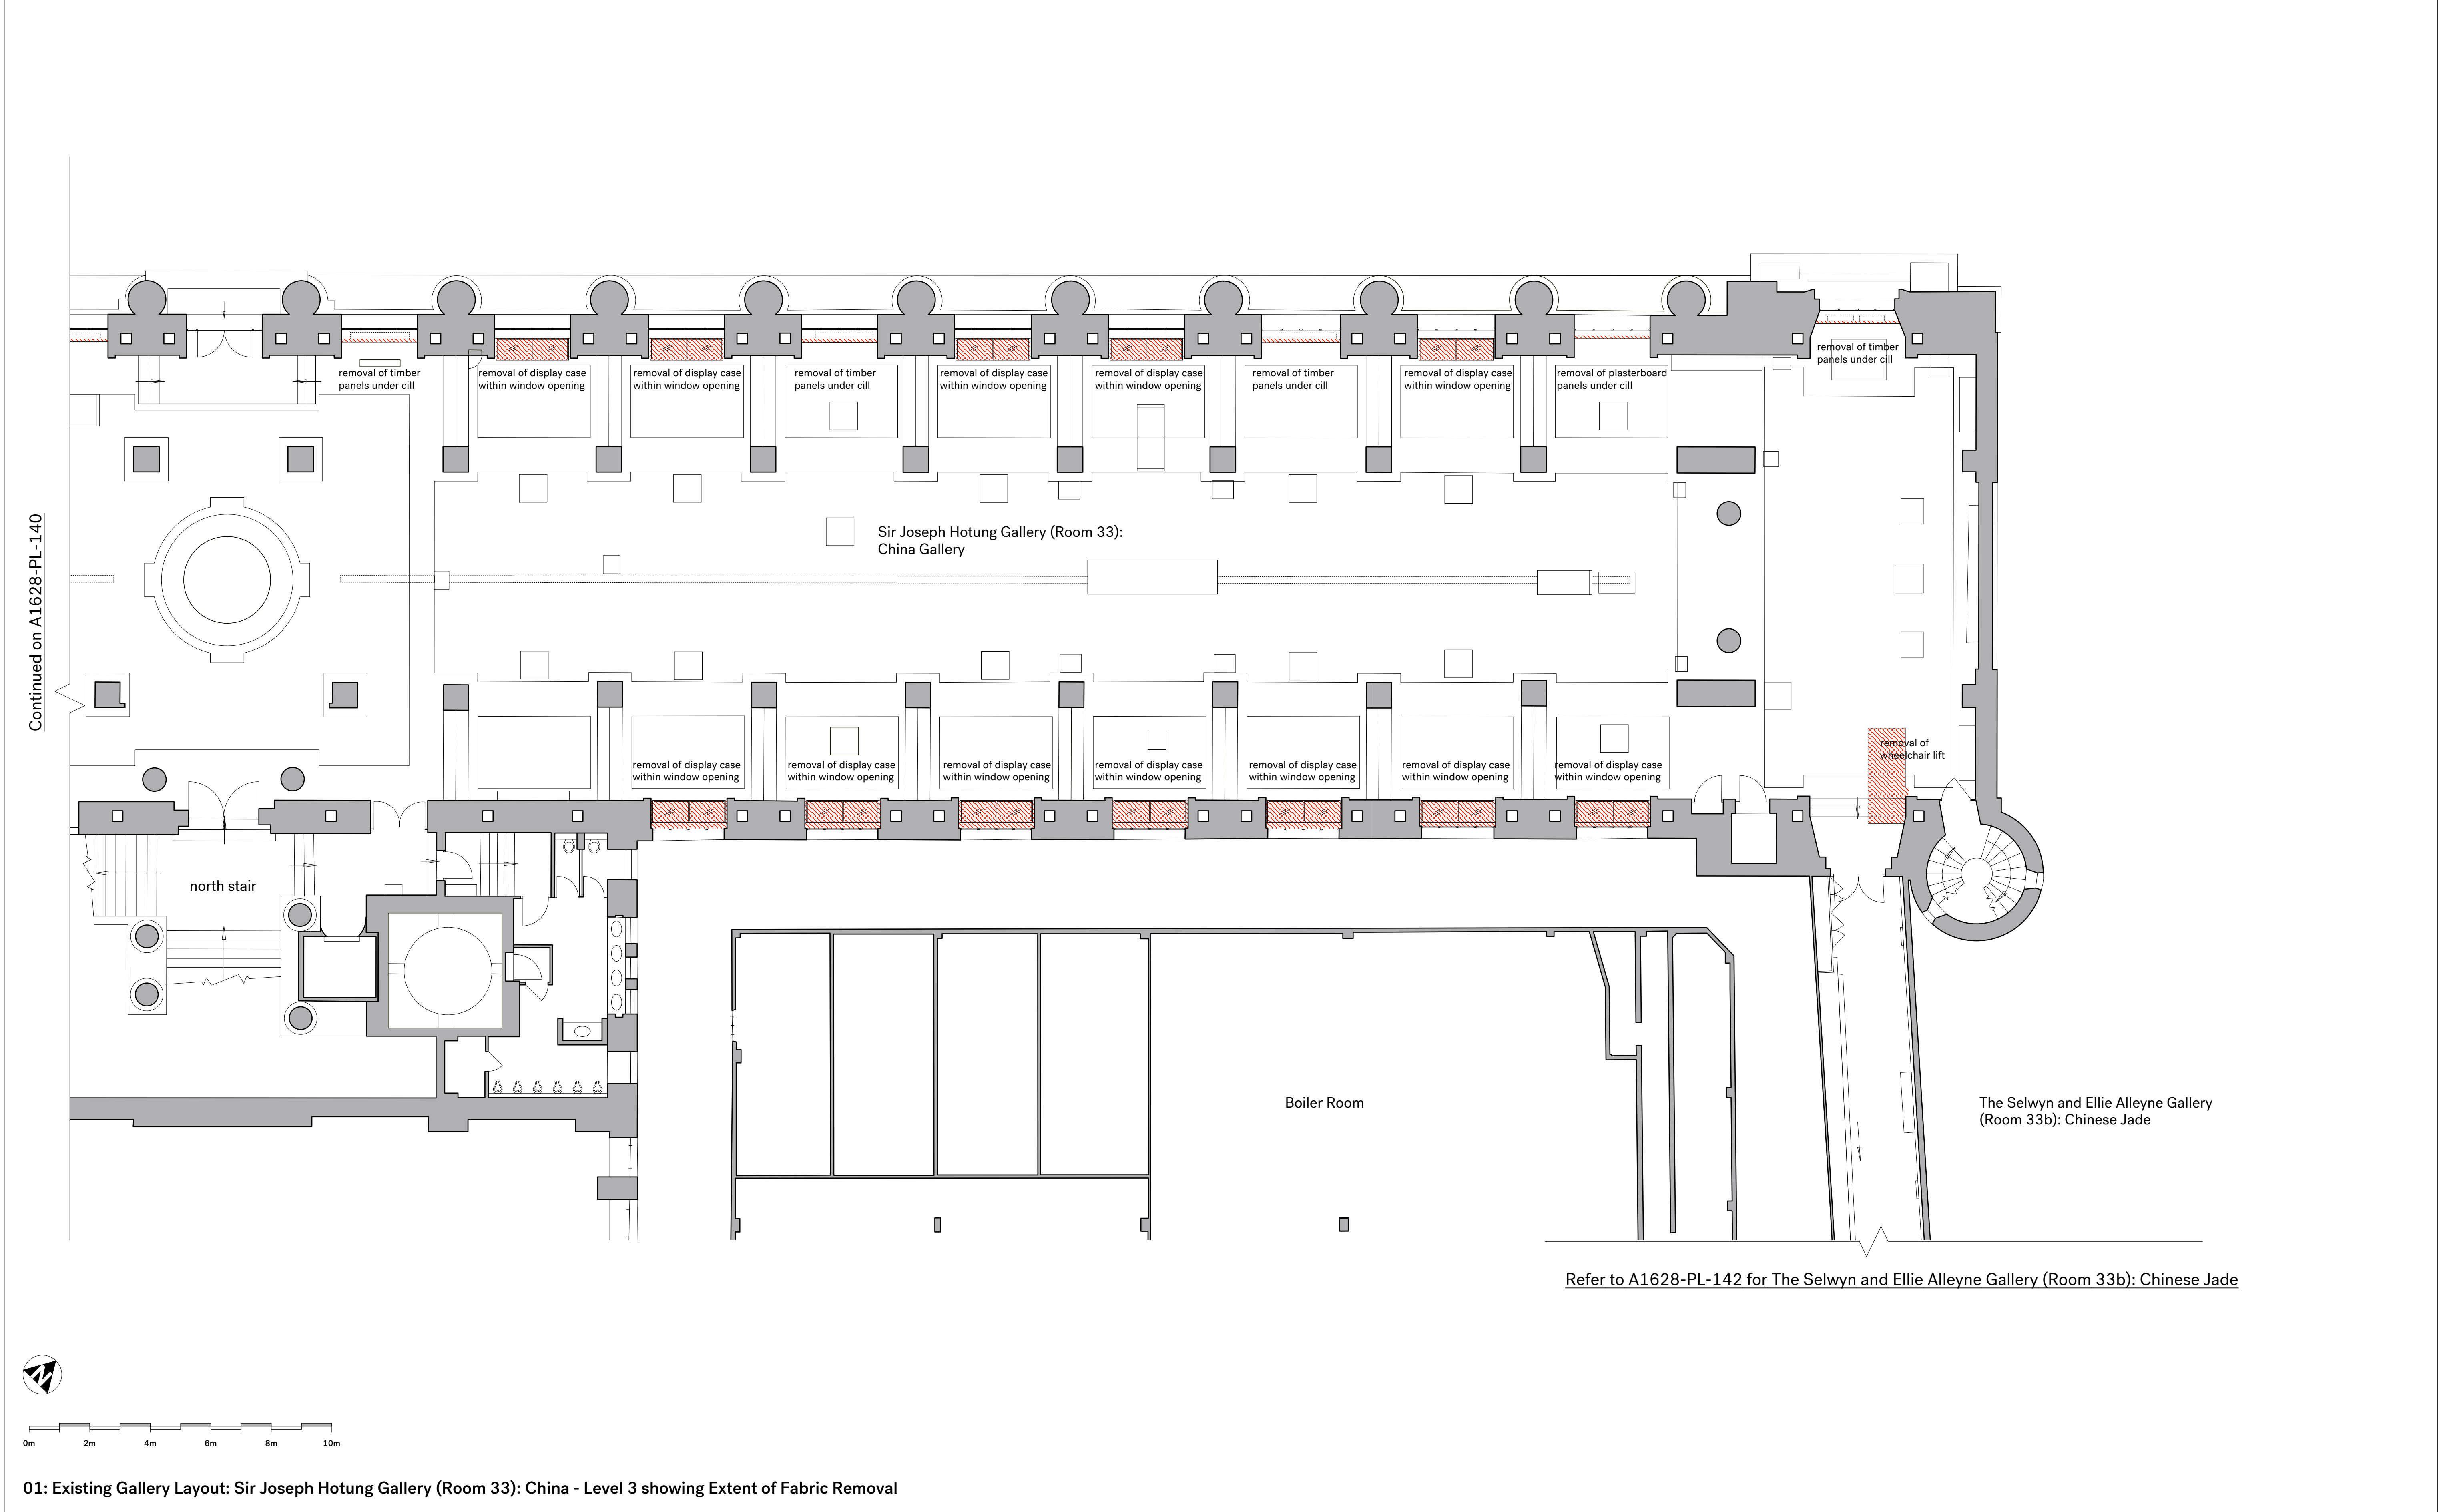 Continued on A1628-PL-140
removal of timber
panels under cill
removal of display case
within window opening
removal of display case
within window opening
removal of timber
panels under cill
removal of display case
within window opening
removal of display case
within window opening
removal of timber
panels under cill
removal of display case
within window opening
removal of plasterboard
panels under cill
removal of timber
panels under cill
Sir Joseph Hotung Gallery (Room 33):
China Gallery
removal of display case
within window opening
removal of display case
within window opening
removal of display case
within window opening
removal of display case
within window opening
removal of display case
within window opening
removal of display case
within window opening
removal of display case
within window opening
removal of
wheelchair lift
north stair
Boiler Room
The Selwyn and Ellie Alleyne Gallery
(Room 33b): Chinese Jade
Refer to A1628-PL-142 for The Selwyn and Ellie Alleyne Gallery (Room 33b): Chinese Jade
N
0m 2m 4m 6m 8m 10m
01: Existing Gallery Layout: Sir Joseph Hotung Gallery (Room 33): China - Level 3 showing Extent of Fabric Removal